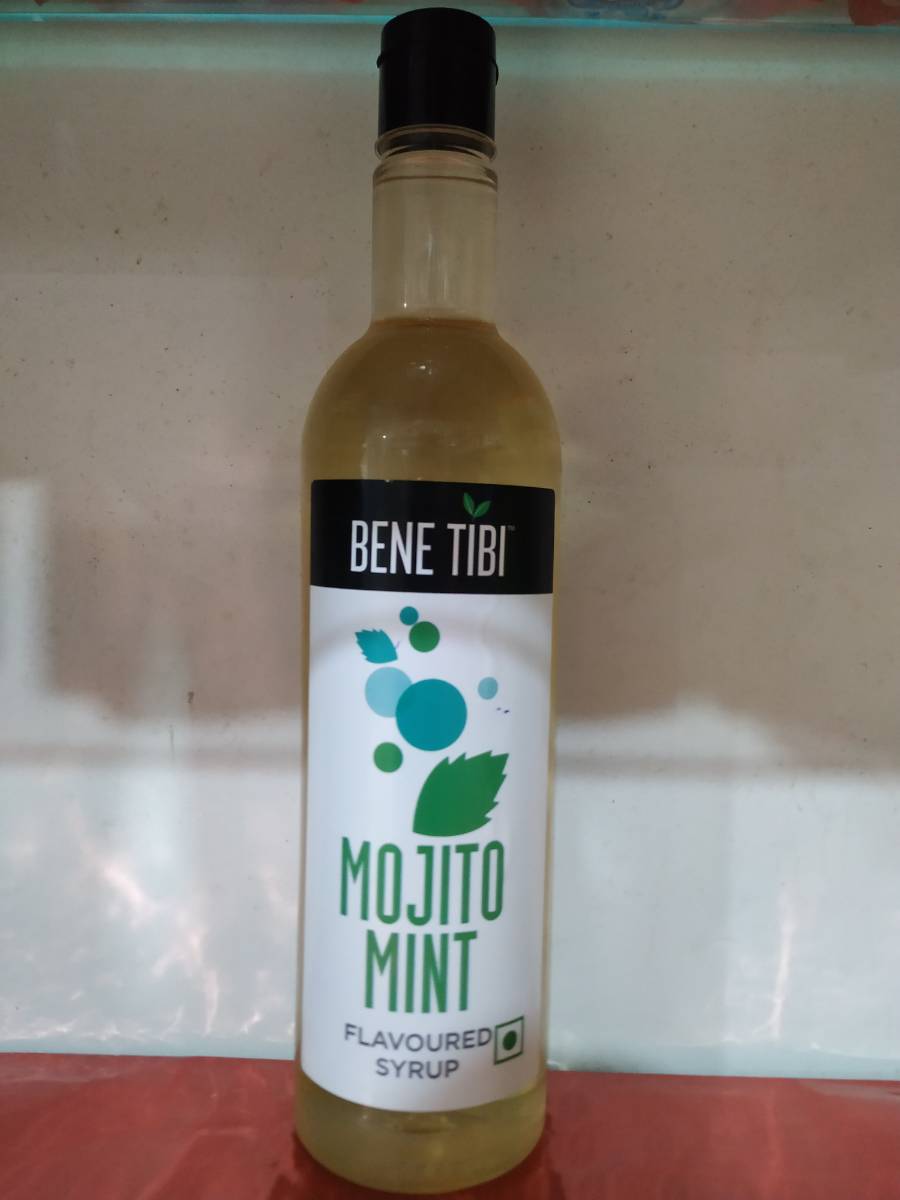 BENE TIBI™
MOJITO
MINT
FLAVOURED
SYRUP